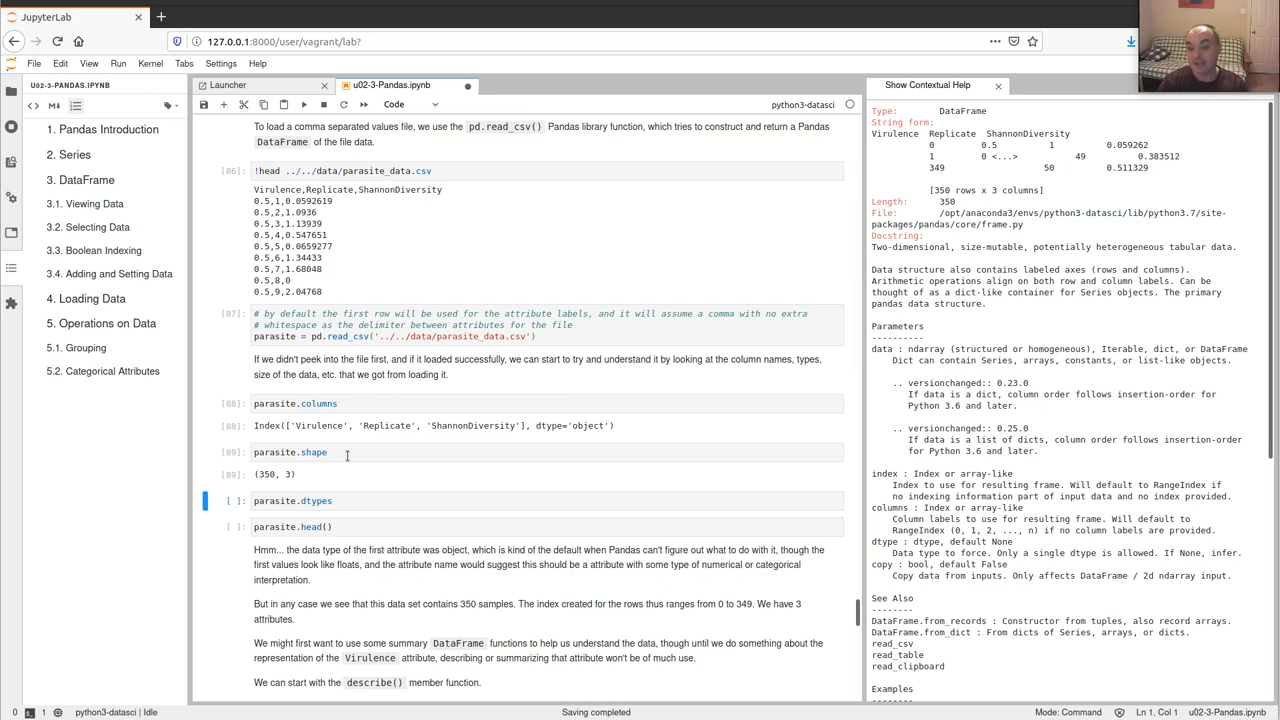 JupyterLab
127.0.0.1:8000/user/vagrant/lab?
File Edit View Run Kernel Tabs Settings Help
U02-3-PANDAS.IPYNB
1. Pandas Introduction
2. Series
3. DataFrame
3.1. Viewing Data
3.2. Selecting Data
3.3. Boolean Indexing
3.4. Adding and Setting Data
4. Loading Data
5. Operations on Data
5.1. Grouping
5.2. Categorical Attributes
Launcher
u02-3-Pandas.ipynb
Code
python3-datasci
To load a comma separated values file, we use the pd.read_csv() Pandas library function, which tries to construct and return a Pandas
DataFrame of the file data.
[86]: !head ../../data/parasite_data.csv
Virulence,Replicate,ShannonDiversity
0.5,1,0.0592619
0.5,2,1.0936
0.5,3,1.13939
0.5,4,0.547651
0.5,5,0.0659277
0.5,6,1.34433
0.5,7,1.68048
0.5,8,0
0.5,9,2.04768
[87]: # by default the first row will be used for the attribute labels, and it will assume a comma with no extra
# whitespace as the delimiter between attributes for the file
parasite = pd.read_csv('../../data/parasite_data.csv')
If we didn't peek into the file first, and if it loaded successfully, we can start to try and understand it by looking at the column names, types,
size of the data, etc. that we got from loading it.
[88]: parasite.columns
[88]: Index(['Virulence', 'Replicate', 'ShannonDiversity'], dtype='object')
[89]: parasite.shape
[89]: (350, 3)
[ ]: parasite.dtypes
[ ]: parasite.head()
Hmm... the data type of the first attribute was object, which is kind of the default when Pandas can't figure out what to do with it, though the
first values look like floats, and the attribute name would suggest this should be a attribute with some type of numerical or categorical
interpretation.
But in any case we see that this data set contains 350 samples. The index created for the rows thus ranges from 0 to 349. We have 3
attributes.
We might first want to use some summary DataFrame functions to help us understand the data, though until we do something about the
representation of the Virulence attribute, describing or summarizing that attribute won't be of much use.
We can start with the describe() member function.
Show Contextual Help
Type: DataFrame
String form:
Virulence Replicate ShannonDiversity
0 0.5 1 0.059262
1 0 <...> 49 0.383512
349 50 0.511329
[350 rows x 3 columns]
Length: 350
File: /opt/anaconda3/envs/python3-datasci/lib/python3.7/site-
packages/pandas/core/frame.py
Docstring:
Two-dimensional, size-mutable, potentially heterogeneous tabular data.
Data structure also contains labeled axes (rows and columns).
Arithmetic operations align on both row and column labels. Can be
thought of as a dict-like container for Series objects. The primary
pandas data structure.
Parameters
----------
data : ndarray (structured or homogeneous), Iterable, dict, or DataFrame
Dict can contain Series, arrays, constants, or list-like objects.
.. versionchanged:: 0.23.0
If data is a dict, column order follows insertion-order for
Python 3.6 and later.
.. versionchanged:: 0.25.0
If data is a list of dicts, column order follows insertion-order
for Python 3.6 and later.
index : Index or array-like
Index to use for resulting frame. Will default to RangeIndex if
no indexing information part of input data and no index provided.
columns : Index or array-like
Column labels to use for resulting frame. Will default to
RangeIndex (0, 1, 2, ..., n) if no column labels are provided.
dtype : dtype, default None
Data type to force. Only a single dtype is allowed. If None, infer.
copy : bool, default False
Copy data from inputs. Only affects DataFrame / 2d ndarray input.
See Also
--------
DataFrame.from_records : Constructor from tuples, also record arrays.
DataFrame.from_dict : From dicts of Series, arrays, or dicts.
read_csv
read_table
read_clipboard
Examples
--------
0 1 python3-datasci | Idle
Saving completed
Mode: Command
Ln 1, Col 1
u02-3-Pandas.ipynb